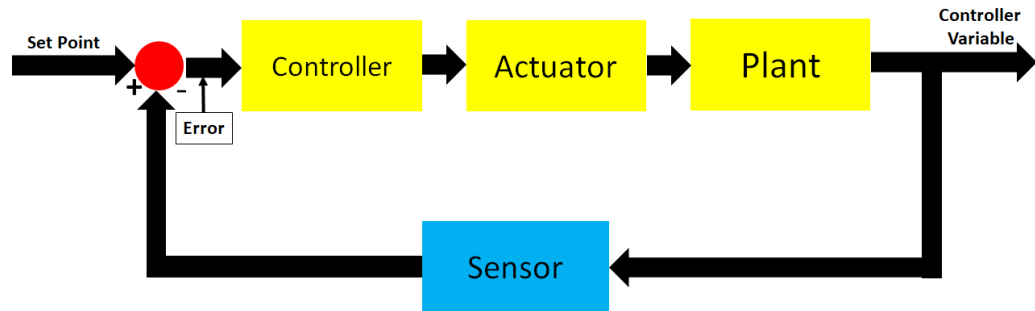 Controller
Variable
Set Point
Controller
Actuator
Plant
+
-
Error
Sensor